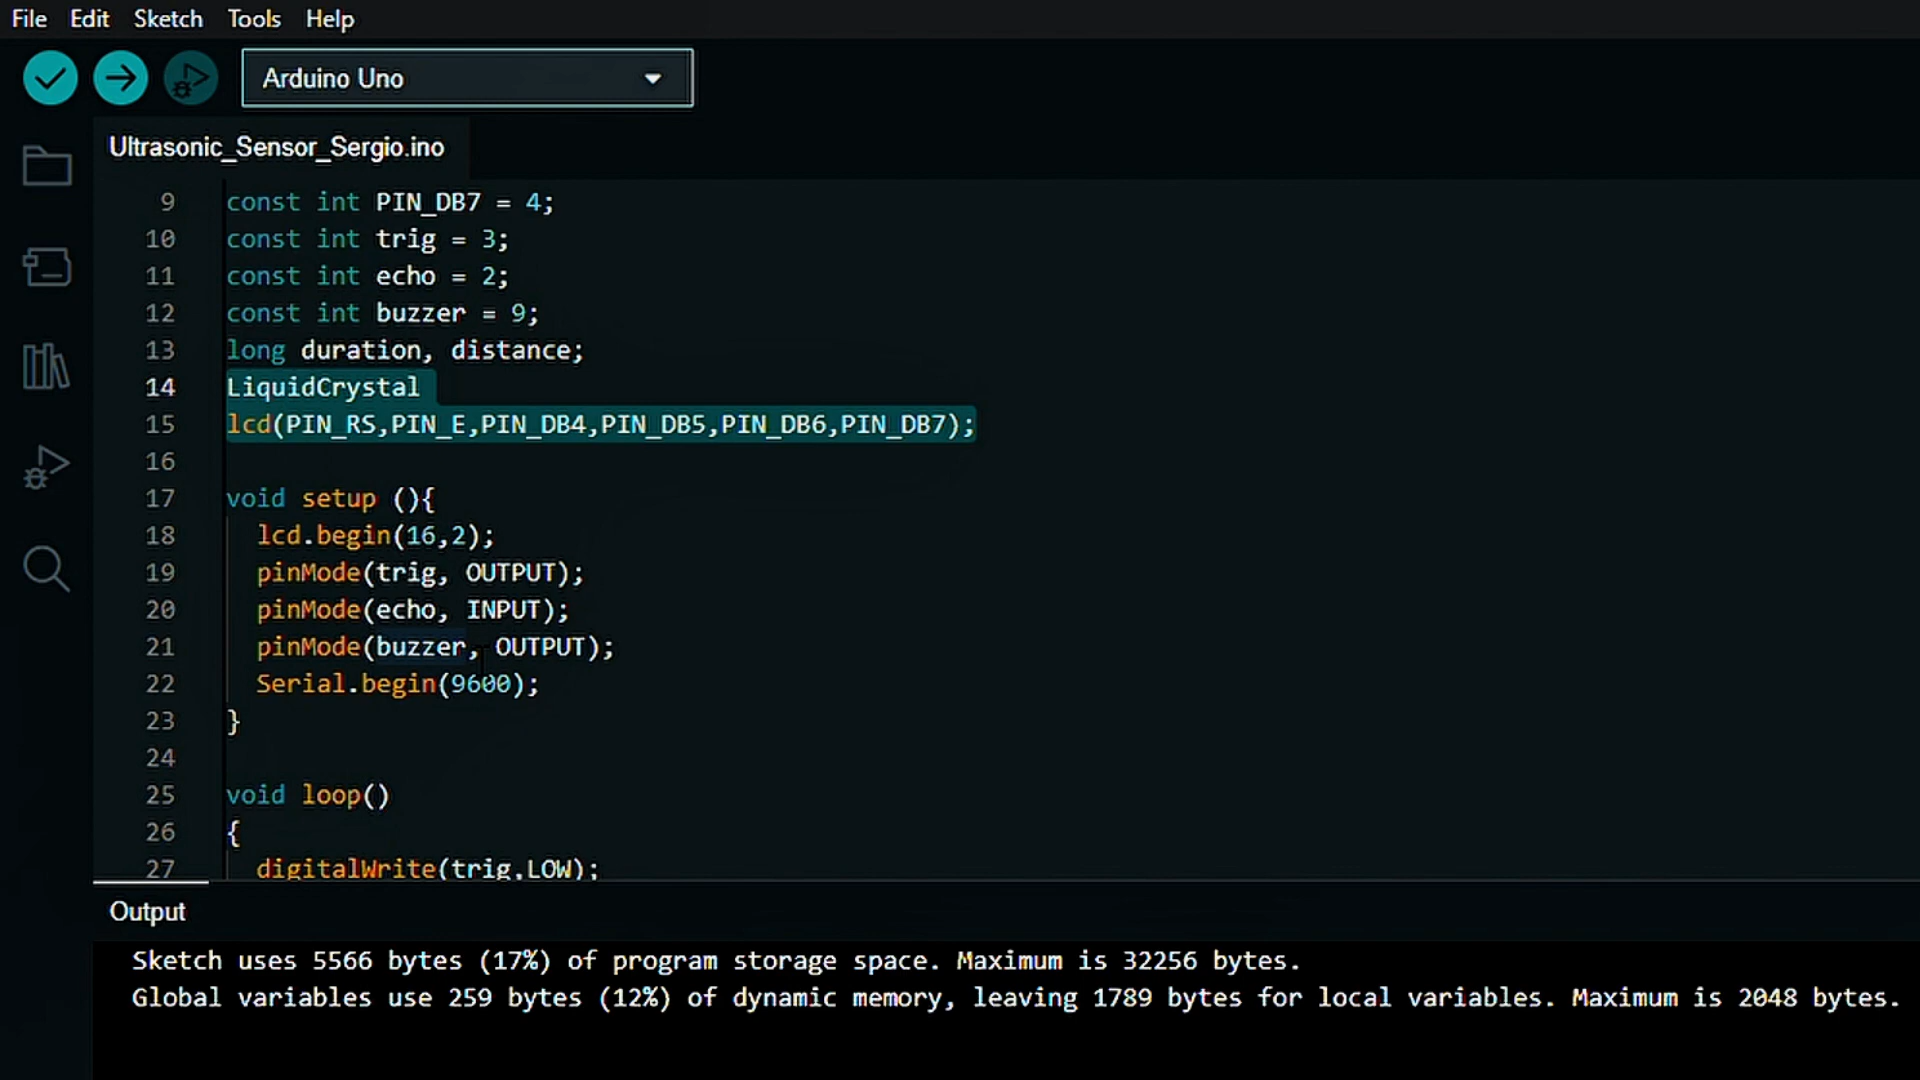 File Edit Sketch Tools Help
Arduino Uno
Ultrasonic_Sensor_Sergio.ino
9 const int PIN_DB7 = 4;
10 const int trig = 3;
11 const int echo = 2;
12 const int buzzer = 9;
13 long duration, distance;
14 LiquidCrystal
15 lcd(PIN_RS,PIN_E,PIN_DB4,PIN_DB5,PIN_DB6,PIN_DB7);
16
17 void setup (){
18 lcd.begin(16,2);
19 pinMode(trig, OUTPUT);
20 pinMode(echo, INPUT);
21 pinMode(buzzer, OUTPUT);
22 Serial.begin(9600);
23 }
24
25 void loop()
26 {
27 digitalWrite(trig,LOW);
Output
Sketch uses 5566 bytes (17%) of program storage space. Maximum is 32256 bytes.
Global variables use 259 bytes (12%) of dynamic memory, leaving 1789 bytes for local variables. Maximum is 2048 bytes.